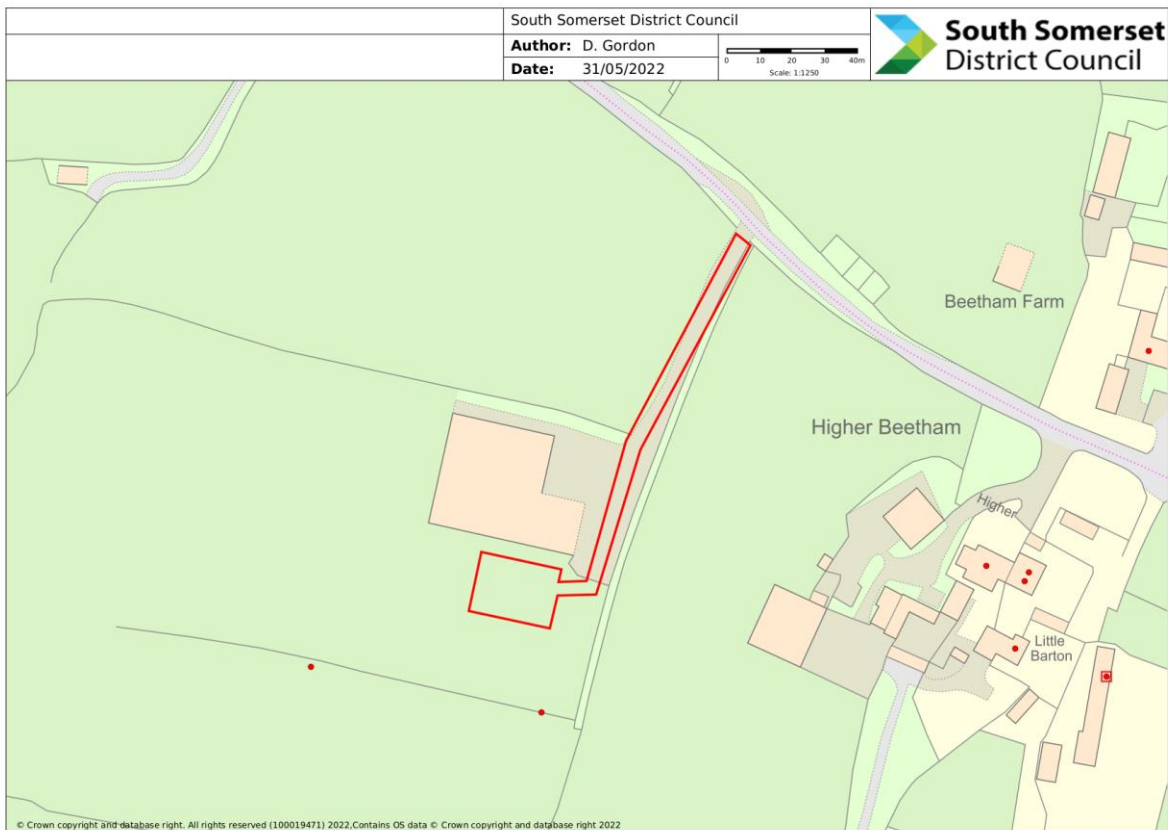 South Somerset District Council
Author: D. Gordon
Date: 31/05/2022
0 10 20 30 40m
Scale: 1:1250
South Somerset
District Council
Beetham Farm
Higher Beetham
Higher
Little
Barton
© Crown copyright and database right. All rights reserved (100019471) 2022,Contains OS data © Crown copyright and database right 2022